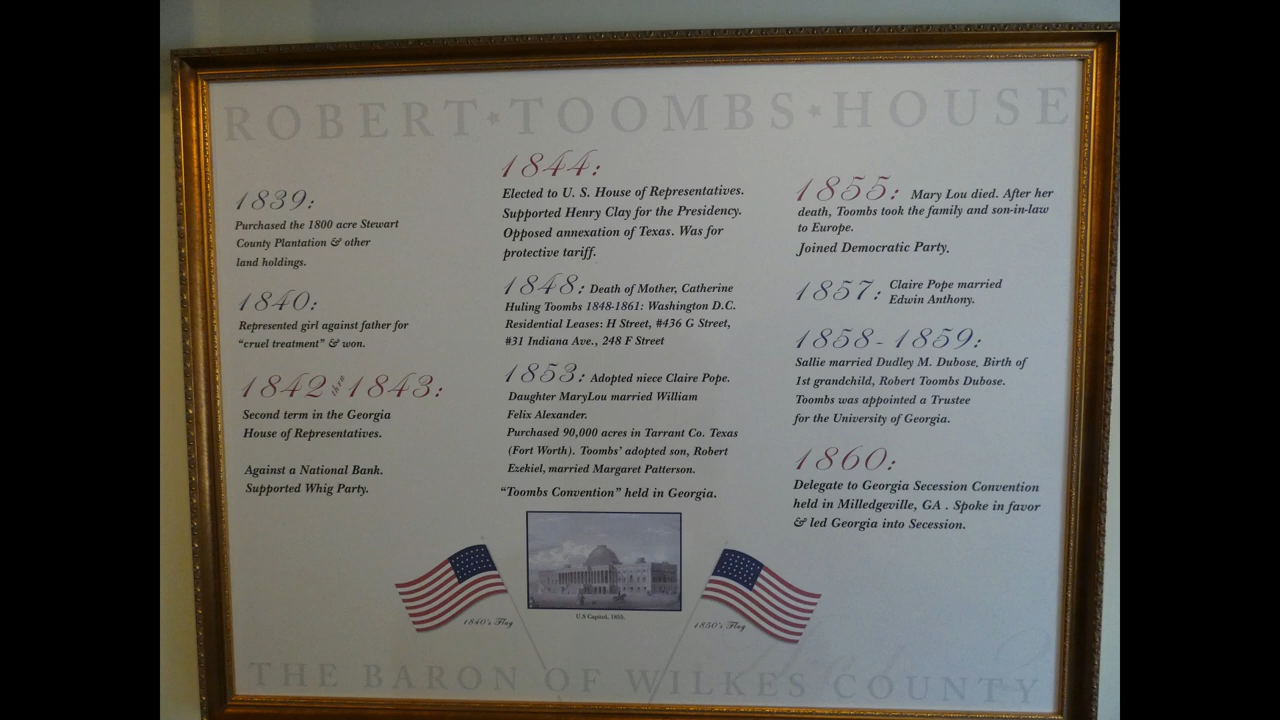 ROBERT★TOOMBS★HOUSE
1839:
Purchased the 1800 acre Stewart
County Plantation & other
land holdings.
1840:
Represented girl against father for
“cruel treatment” & won.
1842 thru 1843:
Second term in the Georgia
House of Representatives.
Against a National Bank.
Supported Whig Party.
1844:
Elected to U. S. House of Representatives.
Supported Henry Clay for the Presidency.
Opposed annexation of Texas. Was for
protective tariff.
1848: Death of Mother, Catherine
Huling Toombs 1848-1861: Washington D.C.
Residential Leases: H Street, #436 G Street,
#31 Indiana Ave., 248 F Street
1853: Adopted niece Claire Pope.
Daughter MaryLou married William
Felix Alexander.
Purchased 90,000 acres in Tarrant Co. Texas
(Fort Worth). Toombs’ adopted son, Robert
Ezekiel, married Margaret Patterson.
“Toombs Convention” held in Georgia.
1855: Mary Lou died. After her
death, Toombs took the family and son-in-law
to Europe.
Joined Democratic Party.
1857: Claire Pope married
Edwin Anthony.
1858-1859:
Sallie married Dudley M. Dubose. Birth of
1st grandchild, Robert Toombs Dubose.
Toombs was appointed a Trustee
for the University of Georgia.
1860:
Delegate to Georgia Secession Convention
held in Milledgeville, GA . Spoke in favor
& led Georgia into Secession.
1840's Flag
U.S Capitol, 1855.
1850's Flag
THE BARON OF WILKES COUNTY